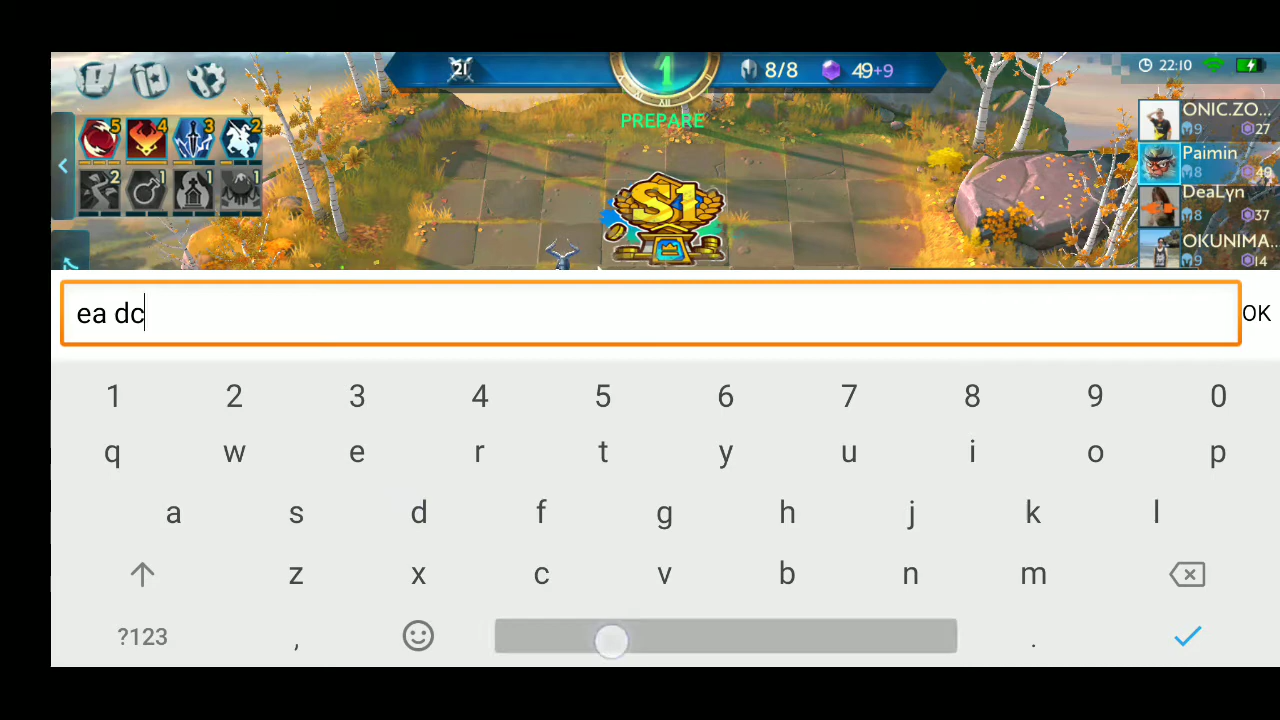 21
1
8/8
49+9
22:10
PREPARE
XII
5 4 3 2
2 1 1 1
S1
ONIC.ZO...
9 27
Paimin
8 49
DeaLyn
8 37
OKUNIMA...
9 14
ea dc
OK
1 2 3 4 5 6 7 8 9 0
q w e r t y u i o p
a s d f g h j k l
z x c v b n m
?123 , .